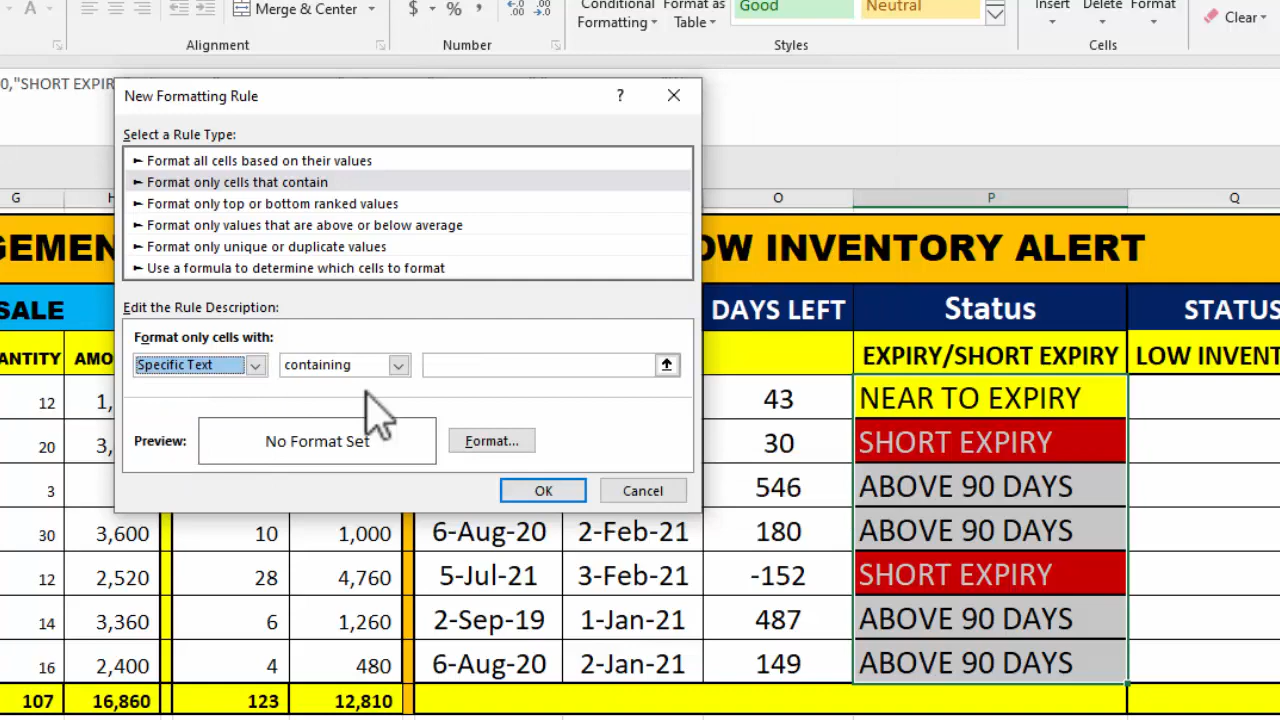 Merge & Center
$ % ,
Conditional
Formatting
Format as
Table
Good
Neutral
Insert
Delete
Format
Clear
Alignment
Number
Styles
Cells
0,"SHORT EXPIR
New Formatting Rule
?
Select a Rule Type:
► Format all cells based on their values
► Format only cells that contain
► Format only top or bottom ranked values
► Format only values that are above or below average
► Format only unique or duplicate values
► Use a formula to determine which cells to format
Edit the Rule Description:
Format only cells with:
Specific Text
containing
Preview:
No Format Set
Format...
OK
Cancel
G H O P Q
GEMEN
OW INVENTORY ALERT
SALE
DAYS LEFT
Status
STATUS
ANTITY
AMO
EXPIRY/SHORT EXPIRY
LOW INVENT
12 1, 43 NEAR TO EXPIRY
20 3, 30 SHORT EXPIRY
3 546 ABOVE 90 DAYS
30 3,600 10 1,000 6-Aug-20 2-Feb-21 180 ABOVE 90 DAYS
12 2,520 28 4,760 5-Jul-21 3-Feb-21 -152 SHORT EXPIRY
14 3,360 6 1,260 2-Sep-19 1-Jan-21 487 ABOVE 90 DAYS
16 2,400 4 480 6-Aug-20 2-Jan-21 149 ABOVE 90 DAYS
107 16,860 123 12,810